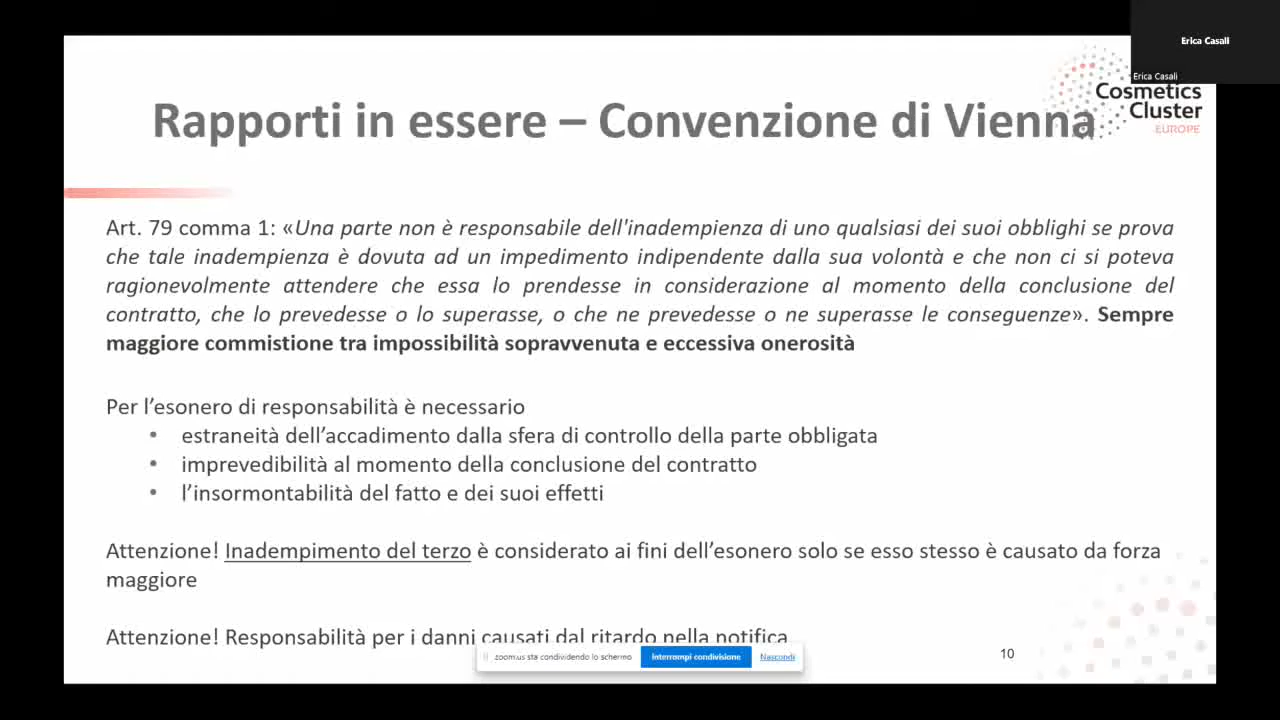 Erica Casali
Erica Casali
Cosmetics
Cluster
EUROPE
Rapporti in essere – Convenzione di Vienna
Art. 79 comma 1: «Una parte non è responsabile dell'inadempienza di uno qualsiasi dei suoi obblighi se prova
che tale inadempienza è dovuta ad un impedimento indipendente dalla sua volontà e che non ci si poteva
ragionevolmente attendere che essa lo prendesse in considerazione al momento della conclusione del
contratto, che lo prevedesse o lo superasse, o che ne prevedesse o ne superasse le conseguenze». Sempre
maggiore commistione tra impossibilità sopravvenuta e eccessiva onerosità
Per l’esonero di responsabilità è necessario
• estraneità dell’accadimento dalla sfera di controllo della parte obbligata
• imprevedibilità al momento della conclusione del contratto
• l’insormontabilità del fatto e dei suoi effetti
Attenzione! Inadempimento del terzo è considerato ai fini dell’esonero solo se esso stesso è causato da forza
maggiore
Attenzione! Responsabilità per i danni causati dal ritardo nella notifica
zoom.us sta condividendo lo schermo Interrompi condivisione Nascondi
10